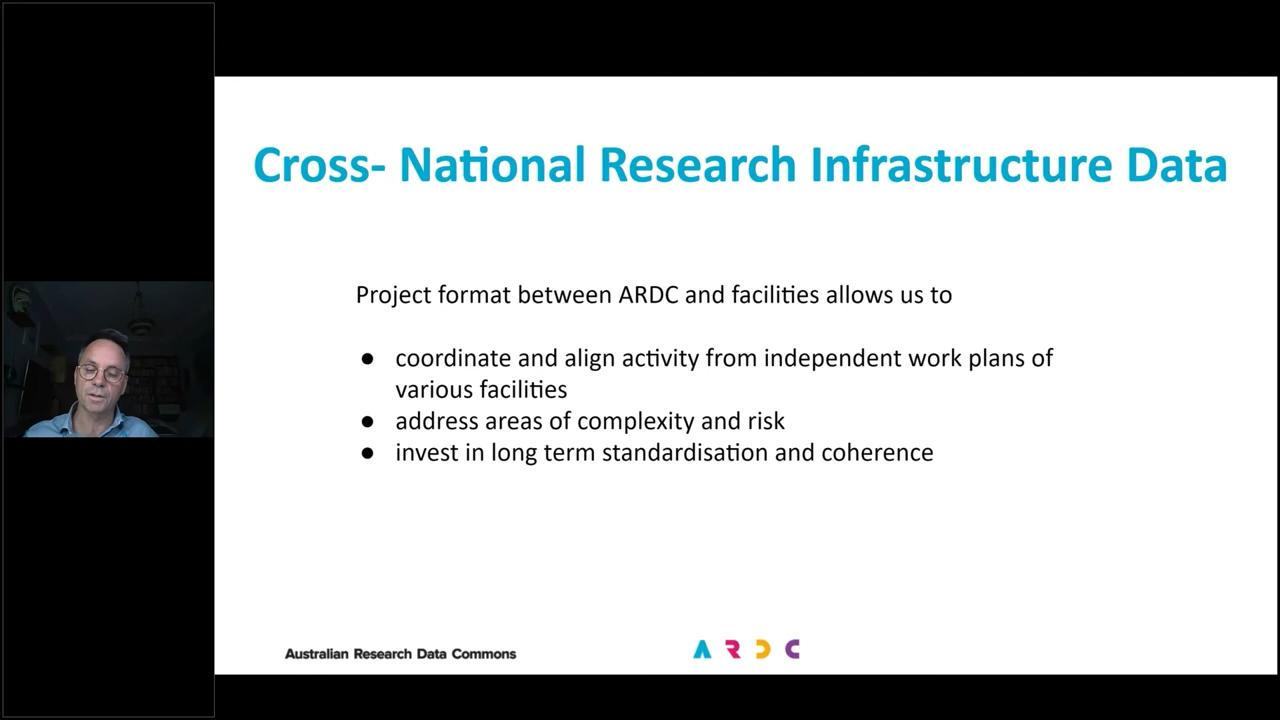 Cross- National Research Infrastructure Data
Project format between ARDC and facilities allows us to
● coordinate and align activity from independent work plans of
various facilities
● address areas of complexity and risk
● invest in long term standardisation and coherence
Australian Research Data Commons
ARDC